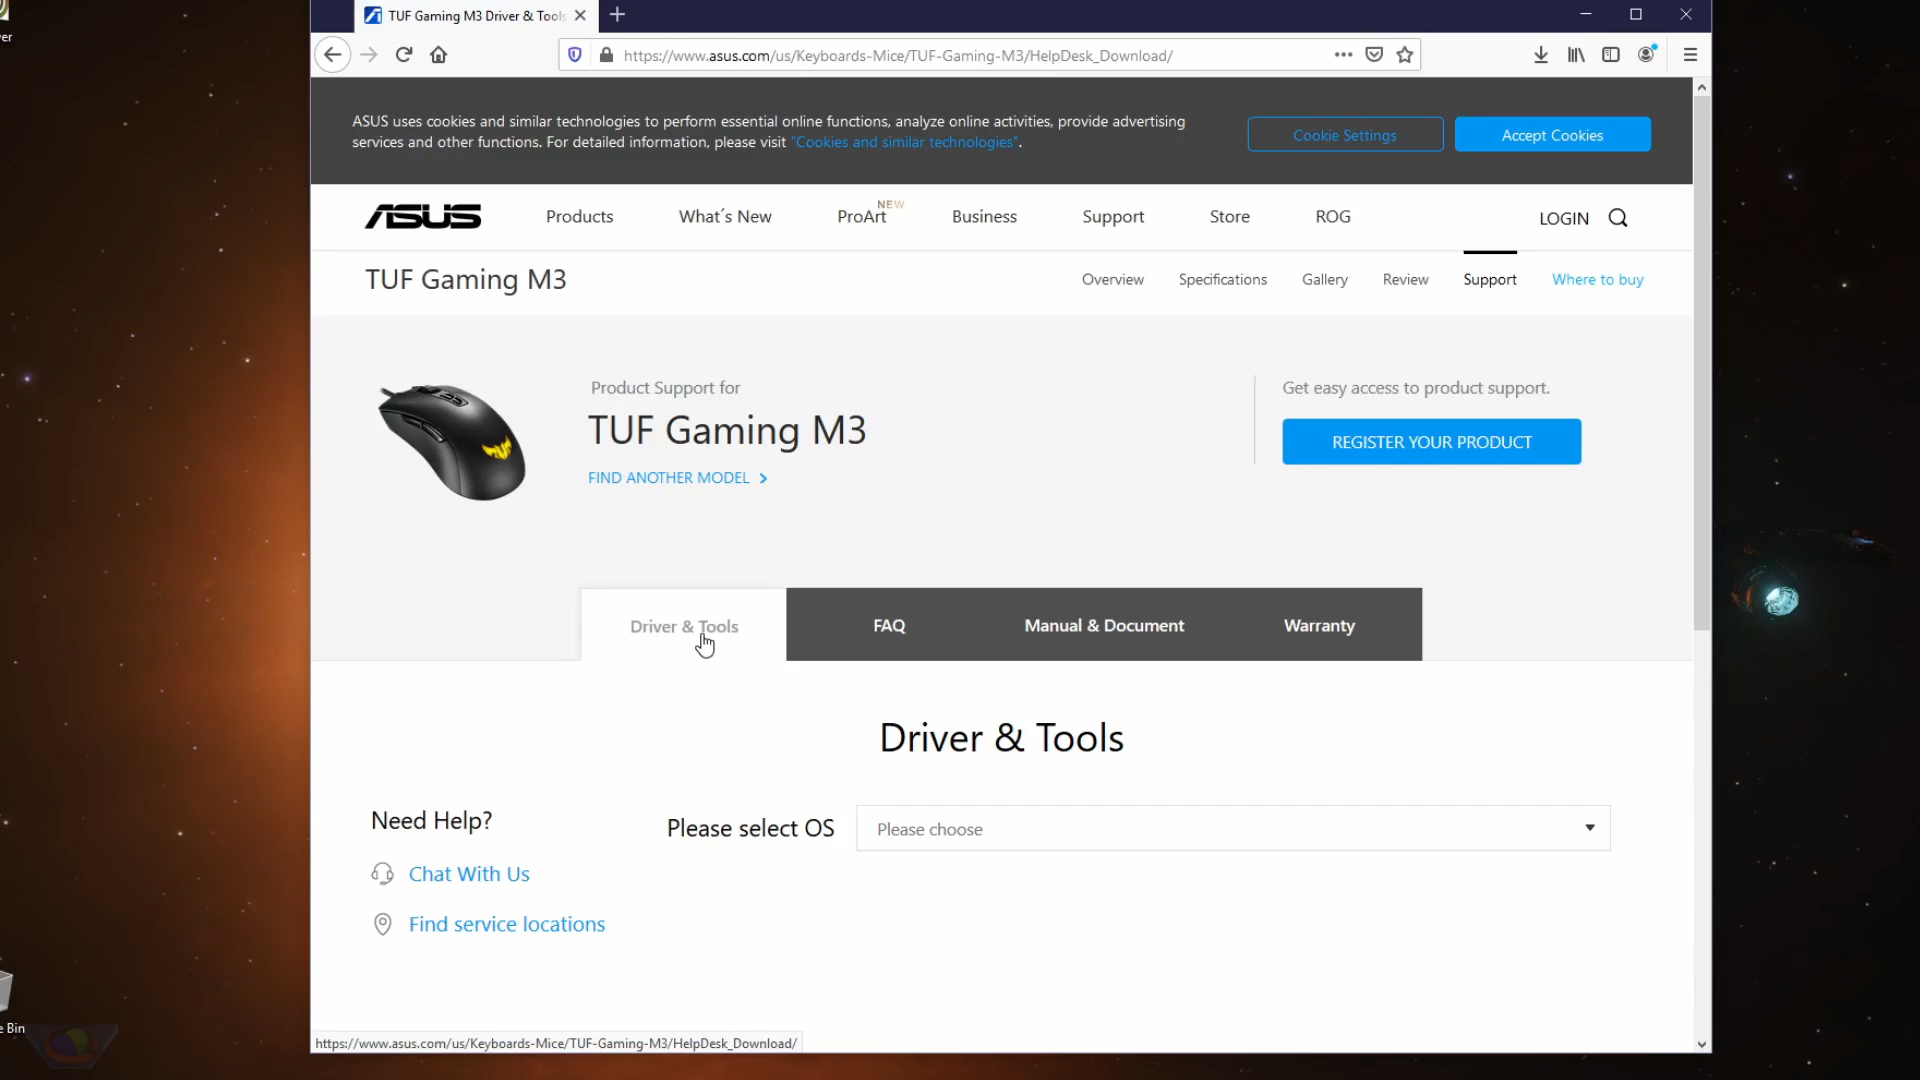 TUF Gaming M3 Driver & Tools
https://www.asus.com/us/Keyboards-Mice/TUF-Gaming-M3/HelpDesk_Download/
ASUS uses cookies and similar technologies to perform essential online functions, analyze online activities, provide advertising
services and other functions. For detailed information, please visit "Cookies and similar technologies".
Cookie Settings
Accept Cookies
ASUS
Products
What´s New
ProArt
NEW
Business
Support
Store
ROG
LOGIN
TUF Gaming M3
Overview
Specifications
Gallery
Review
Support
Where to buy
Product Support for
TUF Gaming M3
FIND ANOTHER MODEL
Get easy access to product support.
REGISTER YOUR PRODUCT
TUF
Driver & Tools
FAQ
Manual & Document
Warranty
Driver & Tools
Need Help?
Chat With Us
Find service locations
Please select OS
Please choose
https://www.asus.com/us/Keyboards-Mice/TUF-Gaming-M3/HelpDesk_Download/
Bin